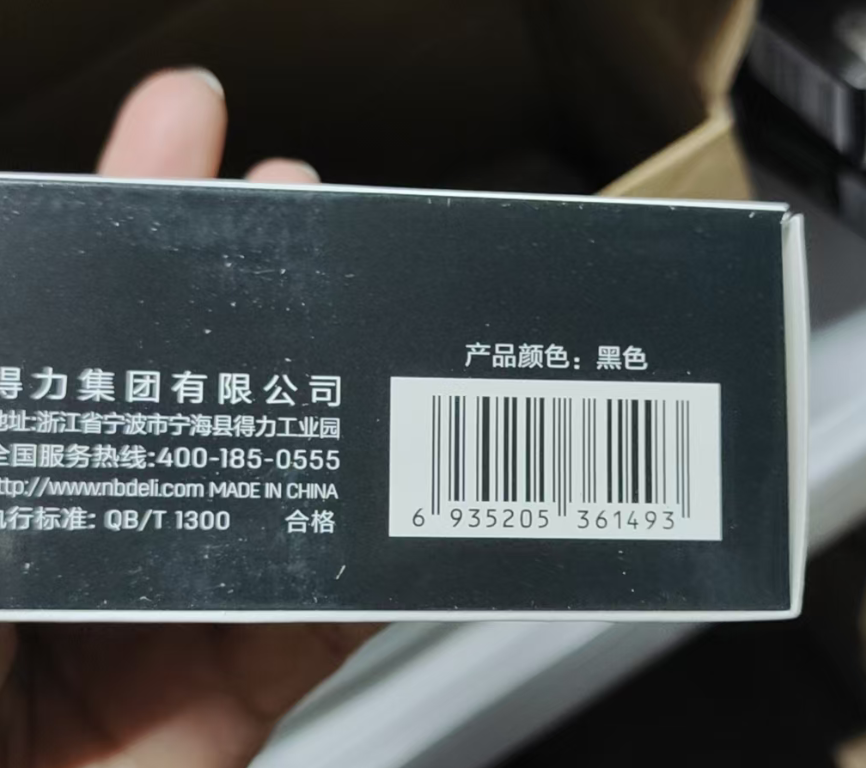 得力集团有限公司
地址:浙江省宁波市宁海县得力工业园
全国服务热线:400-185-0555
ttp://www.nbdeli.com MADE IN CHINA
执行标准: QB/T 1300 合格
产品颜色：黑色
6 935205 361493